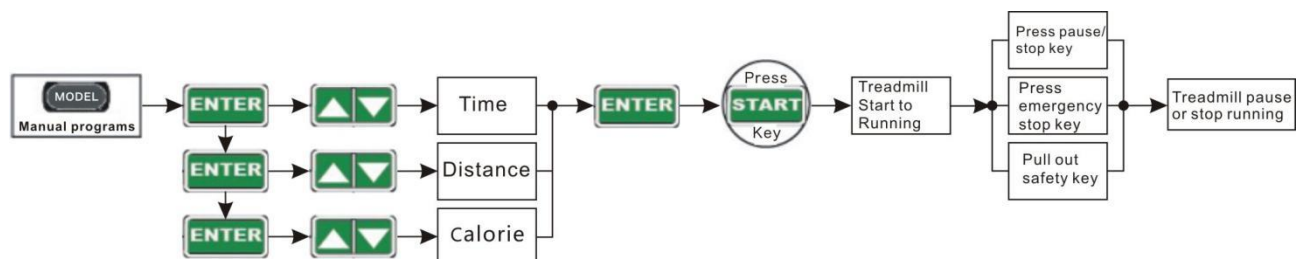 MODEL
Manual programs
ENTER
Time
ENTER
Distance
ENTER
Calorie
ENTER
Press
START
Key
Treadmill
Start to
Running
Press pause/
stop key
Press
emergency
stop key
Pull out
safety key
Treadmill pause
or stop running